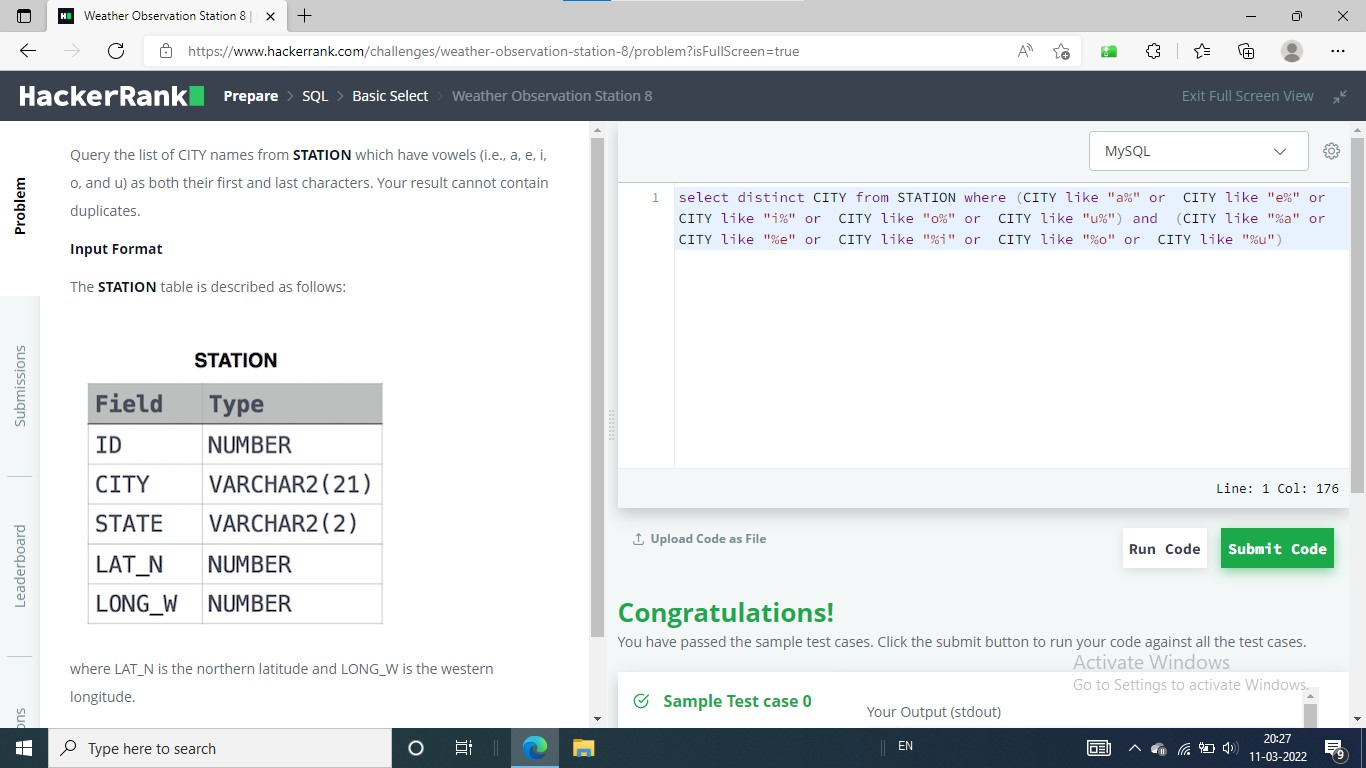 Weather Observation Station 8 |
https://www.hackerrank.com/challenges/weather-observation-station-8/problem?isFullScreen=true
HackerRank Prepare > SQL > Basic Select > Weather Observation Station 8 Exit Full Screen View
Problem
Submissions
Leaderboard
Query the list of CITY names from STATION which have vowels (i.e., a, e, i,
o, and u) as both their first and last characters. Your result cannot contain
duplicates.
Input Format
The STATION table is described as follows:
STATION
Field Type
ID NUMBER
CITY VARCHAR2(21)
STATE VARCHAR2(2)
LAT_N NUMBER
LONG_W NUMBER
where LAT_N is the northern latitude and LONG_W is the western
longitude.
MySQL
1 select distinct CITY from STATION where (CITY like "a%" or  CITY like "e%" or
CITY like "i%" or  CITY like "o%" or  CITY like "u%") and  (CITY like "%a" or
CITY like "%e" or  CITY like "%i" or  CITY like "%o" or  CITY like "%u")
Line: 1 Col: 176
Upload Code as File
Run Code
Submit Code
Congratulations!
You have passed the sample test cases. Click the submit button to run your code against all the test cases.
Activate Windows
Go to Settings to activate Windows.
Sample Test case 0
Your Output (stdout)
Type here to search
EN
20:27
11-03-2022
9